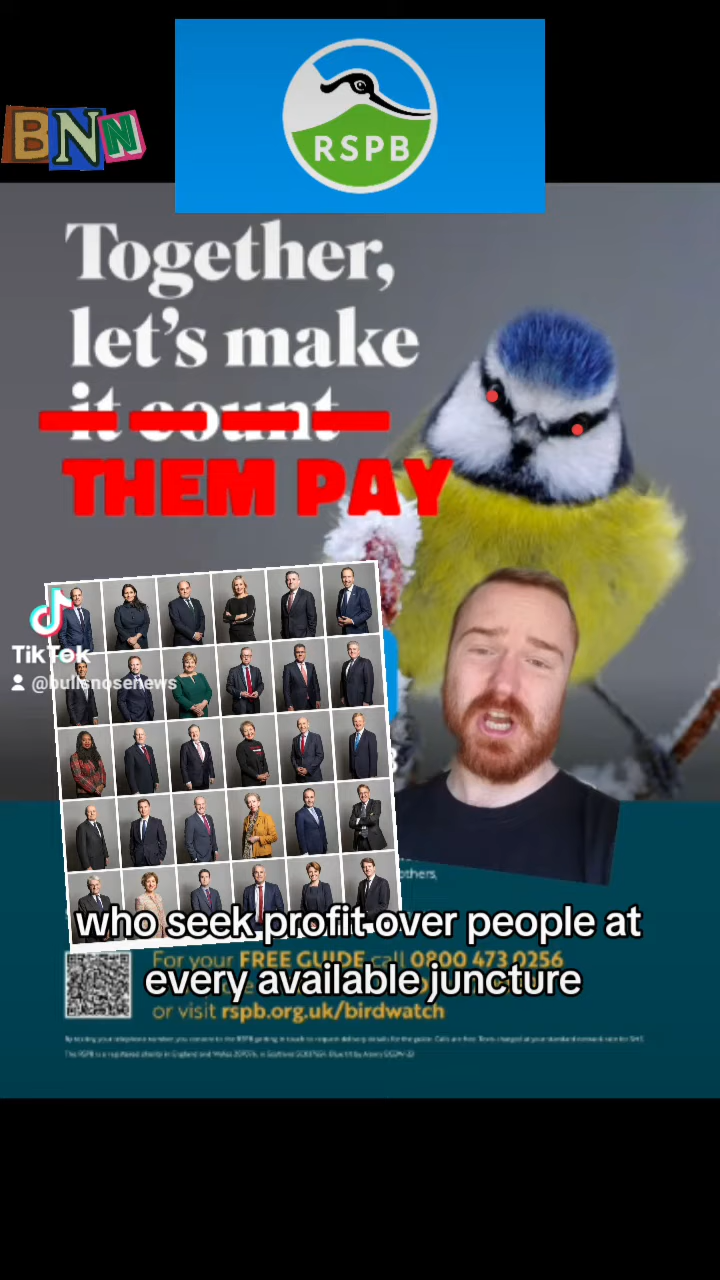 RSPB
BNN
Together,
let's make
it count
THEM PAY
TikTok
@bullsnosenews
others,
who seek profit over people at
For your FREE GUIDE call 0800 473 0256
every available juncture
or visit rspb.org.uk/birdwatch